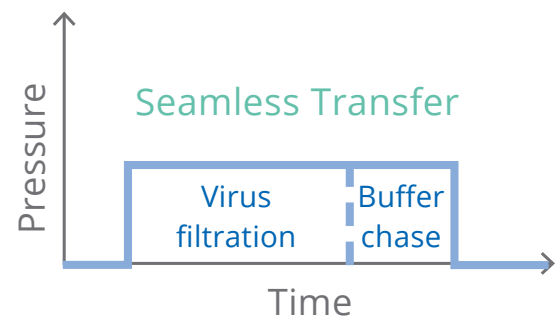 Seamless Transfer
Pressure
Virus
filtration
Buffer
chase
Time